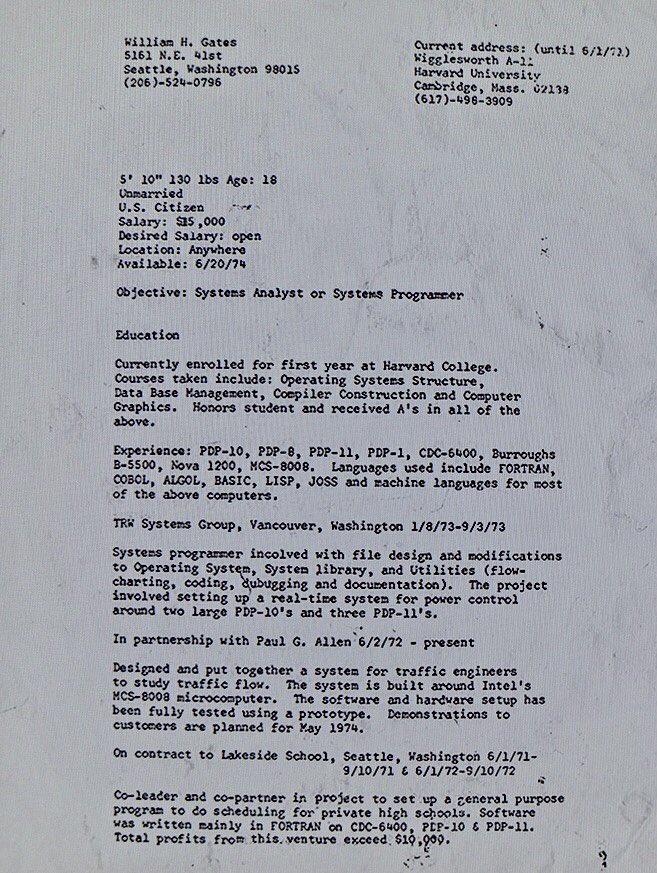 William H. Gates
5161 N.E. 41st
Seattle, Washington 98015
(206)-524-0796
Current address: (until 6/1/72)
Wigglesworth A-11
Harvard University
Cambridge, Mass. 02138
(617)-498-3909
5' 10" 130 lbs Age: 18
Unmarried
U.S. Citizen
Salary: $15,000
Desired Salary: open
Location: Anywhere
Available: 6/20/74
Objective: Systems Analyst or Systems Programmer
Education
Currently enrolled for first year at Harvard College.
Courses taken include: Operating Systems Structure,
Data Base Management, Compiler Construction and Computer
Graphics. Honors student and received A's in all of the
above.
Experience: PDP-10, PDP-8, PDP-11, PDP-1, CDC-6400, Burroughs
B-5500, Nova 1200, MCS-8008. Languages used include FORTRAN,
COBOL, ALGOL, BASIC, LISP, JOSS and machine languages for most
of the above computers.
TRW Systems Group, Vancouver, Washington 1/8/73-9/3/73
Systems programmer incolved with file design and modifications
to Operating System, System library, and Utilities (flow-
charting, coding, dubugging and documentation). The project
involved setting up a real-time system for power control
around two large PDP-10's and three PDP-11's.
In partnership with Paul G. Allen 6/2/72 - present
Designed and put together a system for traffic engineers
to study traffic flow. The system is built around Intel's
MCS-8008 microcomputer. The software and hardware setup has
been fully tested using a prototype. Demonstrations to
customers are planned for May 1974.
On contract to Lakeside School, Seattle, Washington 6/1/71-
9/10/71 & 6/1/72-9/10/72
Co-leader and co-partner in project to set up a general purpose
program to do scheduling for private high schools. Software
was written mainly in FORTRAN on CDC-6400, PDP-10 & PDP-11.
Total profits from this venture exceed $10,000.